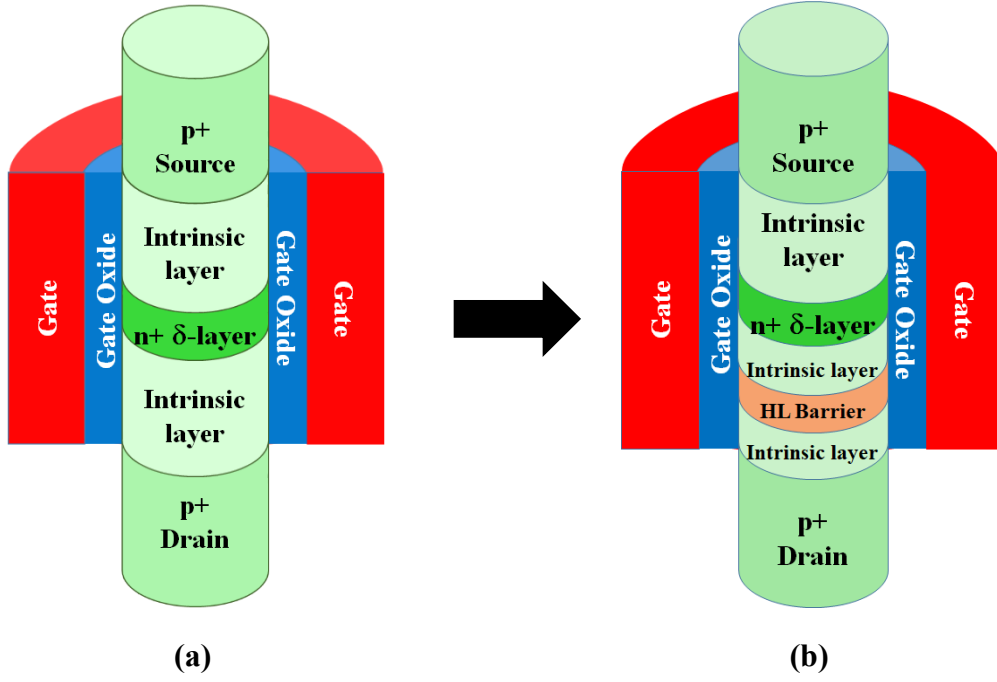 p+
Source
Intrinsic
layer
n+ δ-layer
Intrinsic
layer
p+
Drain
Gate
Gate Oxide
Gate Oxide
Gate
(a)
p+
Source
Intrinsic
layer
n+ δ-layer
Intrinsic layer
HL Barrier
Intrinsic layer
p+
Drain
Gate
Gate Oxide
Gate Oxide
Gate
(b)